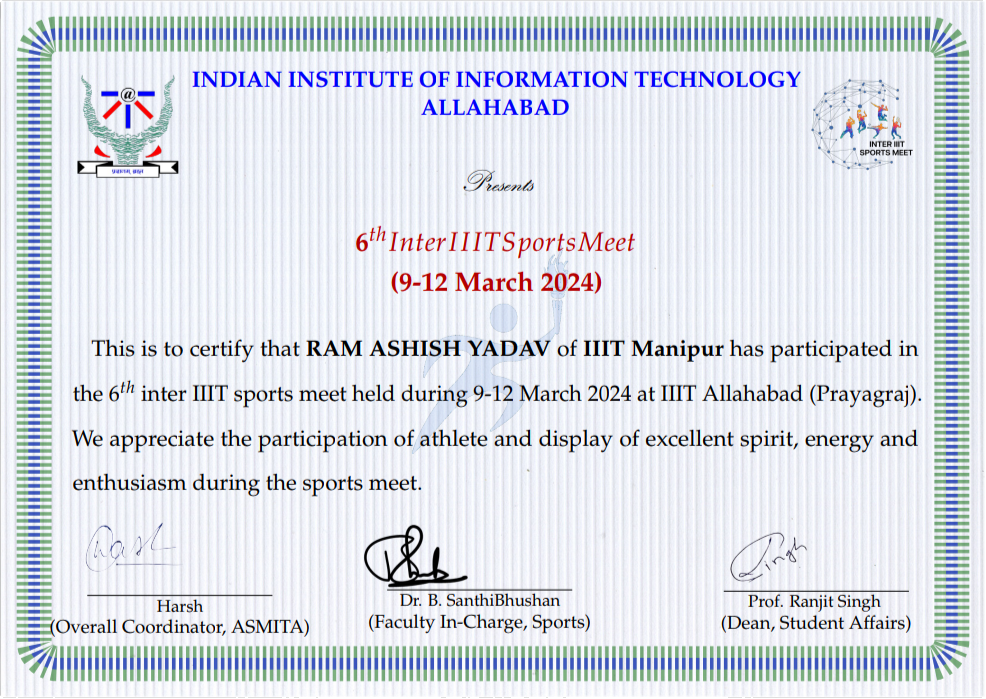 INDIAN INSTITUTE OF INFORMATION TECHNOLOGY
ALLAHABAD
@
INTER IIIT
SPORTS MEET
Presents
6th InterIIITSportsMeet
(9-12 March 2024)
This is to certify that RAM ASHISH YADAV of IIIT Manipur has participated in
the 6th inter IIIT sports meet held during 9-12 March 2024 at IIIT Allahabad (Prayagraj).
We appreciate the participation of athlete and display of excellent spirit, energy and
enthusiasm during the sports meet.
Harsh
(Overall Coordinator, ASMITA)
Dr. B. SanthiBhushan
(Faculty In-Charge, Sports)
Singh
Prof. Ranjit Singh
(Dean, Student Affairs)